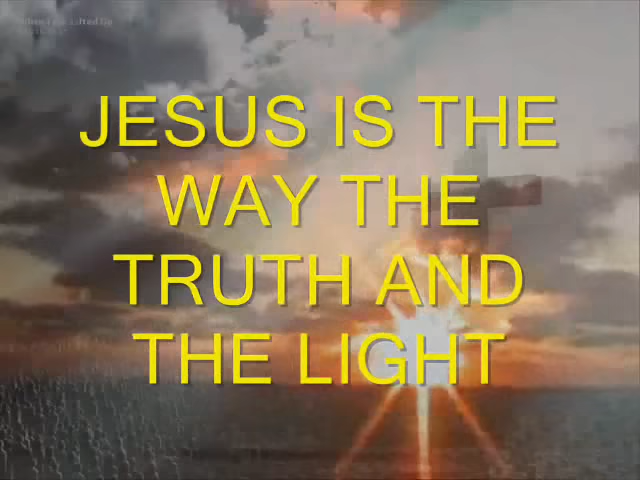 JESUS IS THE
WAY THE
TRUTH AND
THE LIGHT